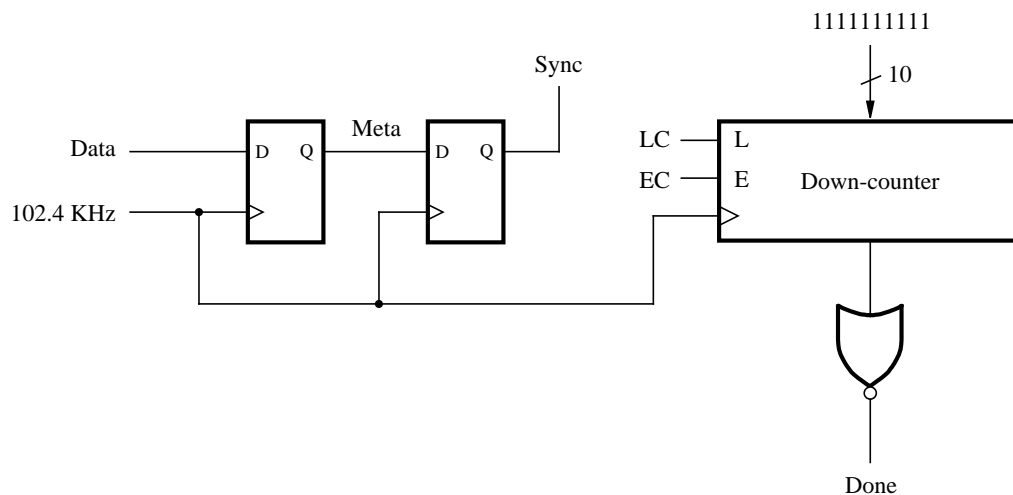 1111111111
10
Sync
Data
D Q
Meta
D Q
LC
L
EC
E
Down-counter
102.4 KHz
Done